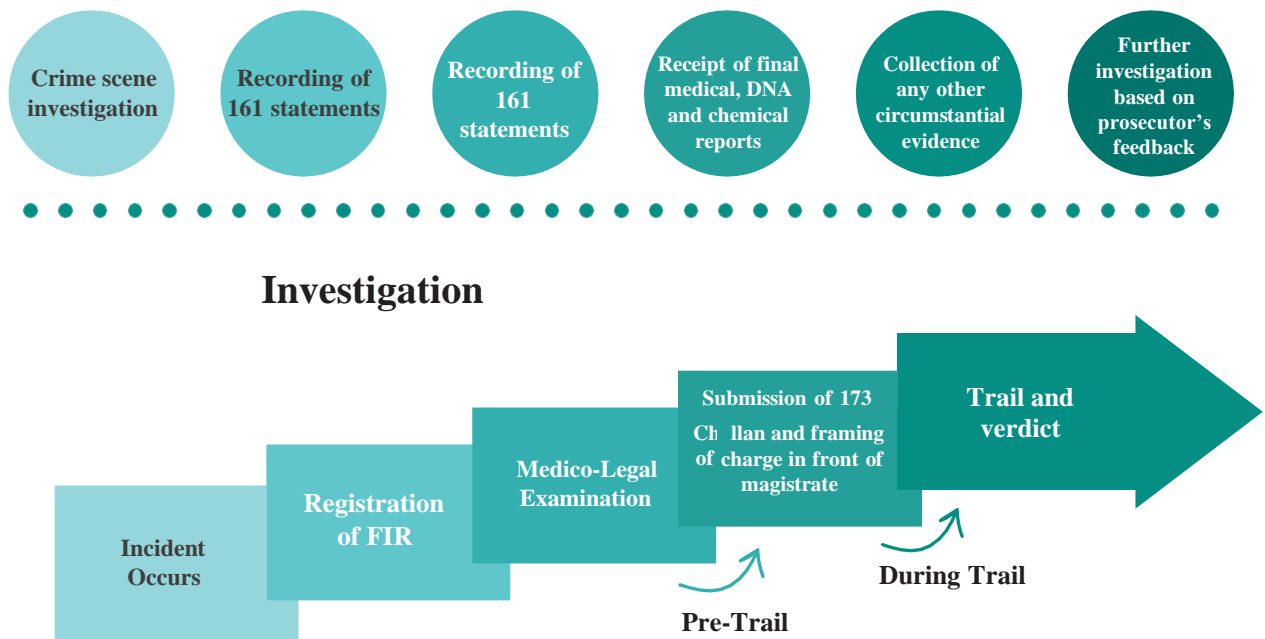 Crime scene
investigation
Recording of
161 statements
Recording of
161
statements
Receipt of final
medical, DNA
and chemical
reports
Collection of
any other
circumstantial
evidence
Further
investigation
based on
prosecutor's
feedback
Investigation
Incident
Occurs
Registration
of FIR
Medico-Legal
Examination
Submission of 173
Ch llan and framing
of charge in front of
magistrate
Trail and
verdict
Pre-Trail
During Trail